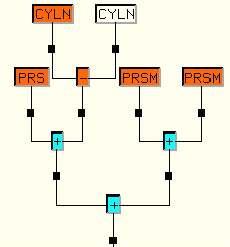 CYLN CYLN
PRS - PRSM PRSM
+ +
+